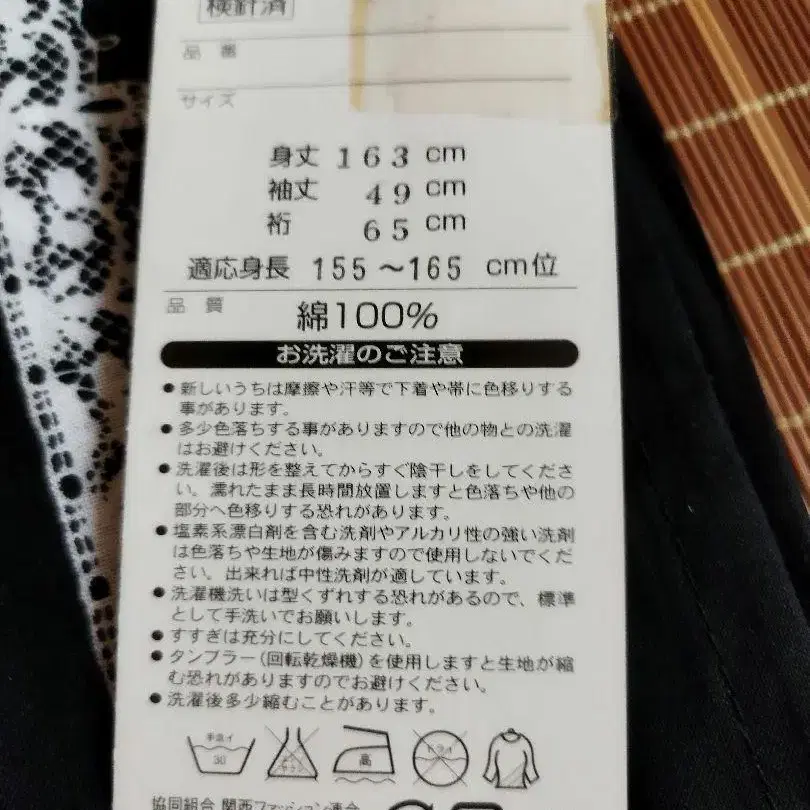 検針済
品番
サイズ
身丈 163 cm
袖丈 49 cm
裄 65 cm
適応身長 155～165 cm位
品質
綿100%
お洗濯のご注意
●新しいうちは摩擦や汗等で下着や帯に色移りする
事があります。
●多少色落ちする事がありますので他の物との洗濯
はお避けください。
●洗濯後は形を整えてからすぐ陰干しをしてくださ
い。濡れたまま長時間放置しますと色落ちや他の
部分へ色移りする恐れがあります。
●塩素系漂白剤を含む洗剤やアルカリ性の強い洗剤
は色落ちや生地が傷みますので使用しないでくだ
さい。出来れば中性洗剤が適しています。
●洗濯機洗いは型くずれする恐れがあるので、標準
として手洗いでお願いします。
●すすぎは充分にしてください。
●タンブラー(回転乾燥機)を使用しますと生地が縮
む恐れがありますのでお避けください。
●洗濯後多少縮むことがあります。
手洗イ 30 高 ドライ
協同組合 関西ファッション連合